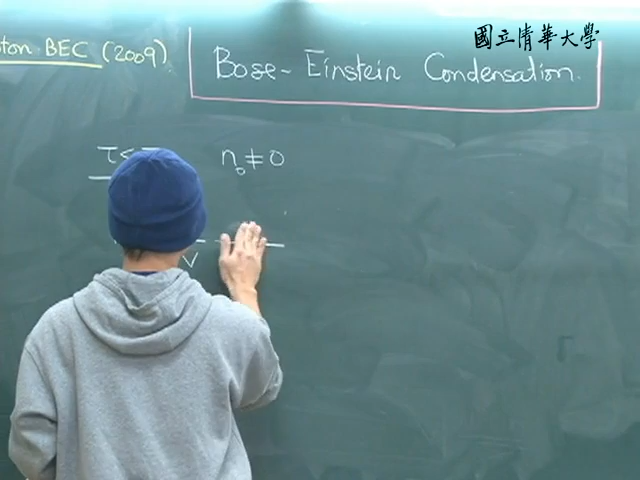 國立清華大學
ton BEC (2009)
Bose-Einstein Condensation
T<
n₀≠0
V